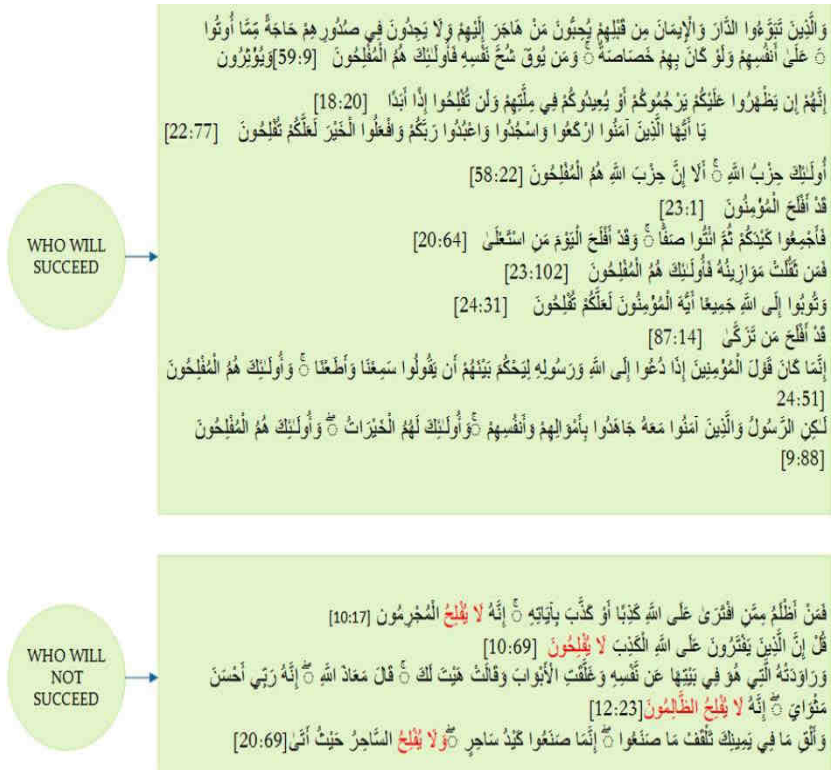 وَالَّذِينَ تَبَوَّءُوا الدَّارَ وَالْإِيمَانَ مِن قَبْلِهِمْ يُحِبُّونَ مَنْ هَاجَرَ إِلَيْهِمْ وَلَا يَجِدُونَ فِي صُدُورِهِمْ حَاجَةً مِّمَّا أُوتُوا
ۚ عَلَىٰ أَنفُسِهِمْ وَلَوْ كَانَ بِهِمْ خَصَاصَةٌ ۚ وَمَن يُوقَ شُحَّ نَفْسِهِ فَأُولَـٰئِكَ هُمُ الْمُفْلِحُونَ [59:9]وَيُؤْثِرُونَ
إِنَّهُمْ إِن يَظْهَرُوا عَلَيْكُمْ يَرْجُمُوكُمْ أَوْ يُعِيدُوكُمْ فِي مِلَّتِهِمْ وَلَن تُفْلِحُوا إِذًا أَبَدًا [18:20]
يَا أَيُّهَا الَّذِينَ آمَنُوا ارْكَعُوا وَاسْجُدُوا وَاعْبُدُوا رَبَّكُمْ وَافْعَلُوا الْخَيْرَ لَعَلَّكُمْ تُفْلِحُونَ [22:77]
أُولَـٰئِكَ حِزْبُ اللَّهِ ۚ أَلَا إِنَّ حِزْبَ اللَّهِ هُمُ الْمُفْلِحُونَ [58:22]
قَدْ أَفْلَحَ الْمُؤْمِنُونَ [23:1]
WHO WILL
SUCCEED
فَأَجْمِعُوا كَيْدَكُمْ ثُمَّ ائْتُوا صَفًّا ۚ وَقَدْ أَفْلَحَ الْيَوْمَ مَنِ اسْتَعْلَىٰ [20:64]
فَمَن ثَقُلَتْ مَوَازِينُهُ فَأُولَـٰئِكَ هُمُ الْمُفْلِحُونَ [23:102]
وَتُوبُوا إِلَى اللَّهِ جَمِيعًا أَيُّهَ الْمُؤْمِنُونَ لَعَلَّكُمْ تُفْلِحُونَ [24:31]
قَدْ أَفْلَحَ مَن تَزَكَّىٰ [87:14]
إِنَّمَا كَانَ قَوْلَ الْمُؤْمِنِينَ إِذَا دُعُوا إِلَى اللَّهِ وَرَسُولِهِ لِيَحْكُمَ بَيْنَهُمْ أَن يَقُولُوا سَمِعْنَا وَأَطَعْنَا ۚ وَأُولَـٰئِكَ هُمُ الْمُفْلِحُونَ
24:51]
لَـٰكِنِ الرَّسُولُ وَالَّذِينَ آمَنُوا مَعَهُ جَاهَدُوا بِأَمْوَالِهِمْ وَأَنفُسِهِمْ ۚوَأُولَـٰئِكَ لَهُمُ الْخَيْرَاتُ ۖ وَأُولَـٰئِكَ هُمُ الْمُفْلِحُونَ
[9:88]
فَمَنْ أَظْلَمُ مِمَّنِ افْتَرَىٰ عَلَى اللَّهِ كَذِبًا أَوْ كَذَّبَ بِآيَاتِهِ ۚ إِنَّهُ لَا يُفْلِحُ الْمُجْرِمُون [10:17]
قُلْ إِنَّ الَّذِينَ يَفْتَرُونَ عَلَى اللَّهِ الْكَذِبَ لَا يُفْلِحُونَ [10:69]
WHO WILL
NOT
SUCCEED
وَرَاوَدَتْهُ الَّتِي هُوَ فِي بَيْتِهَا عَن نَّفْسِهِ وَغَلَّقَتِ الْأَبْوَابَ وَقَالَتْ هَيْتَ لَكَ ۚ قَالَ مَعَاذَ اللَّهِ ۖ إِنَّهُ رَبِّي أَحْسَنَ
مَثْوَايَ ۖ إِنَّهُ لَا يُفْلِحُ الظَّالِمُونَ[12:23]
وَأَلْقِ مَا فِي يَمِينِكَ تَلْقَفْ مَا صَنَعُوا ۖ إِنَّمَا صَنَعُوا كَيْدُ سَاحِرٍ ۖوَلَا يُفْلِحُ السَّاحِرُ حَيْثُ أَتَىٰ[20:69]